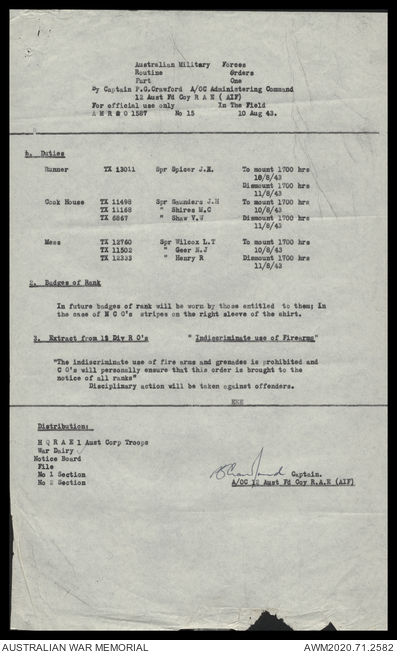 Australian Military Forces
Routine Orders
Part One
By Captain P.G.Crawford A/OC Administering Command
12 Aust Fd Coy R A E ( AIF)
For official use only In The Field
A M R & O 1587 No 15 10 Aug 43.
Duties
Runner TX 13011 Spr Spicer J.E. To mount 1700 hrs
10/8/43
Dismount 1700 hrs
11/8/43
Cook House TX 11498 Spr Saunders J.H To mount 1700 hrs
TX 11168 " Shires M.C 10/8/43
TX 6867 " Shaw V.W Dismount 1700 hrs
11/8/43
Mess TX 12760 Spr Wilcox L.T To mount 1700 hrs
TX 11502 " Geer N.J 10/8/43
TX 12332 " Henry R Dismount 1700 hrs
11/8/43
2. Badges of Rank
In future badges of rank will be worn by those entitled to them; In
the case of N C O's stripes on the right sleeve of the shirt.
3. Extract from 11 Div R O's " Indiscriminate use of Firearms"
"The indiscriminate use of fire arms and grenades is prohibited and
C O's will personally ensure that this order is brought to the
notice of all ranks"
Disciplinary action will be taken against offenders.
Distribution:
H Q R A E 1 Aust Corp Troops
War Dairy
Notice Board
File
No 1 Section
No 2 Section
Captain.
A/OC 12 Aust Fd Coy R.A.E (AIF)
AUSTRALIAN WAR MEMORIAL AWM2020.71.2582